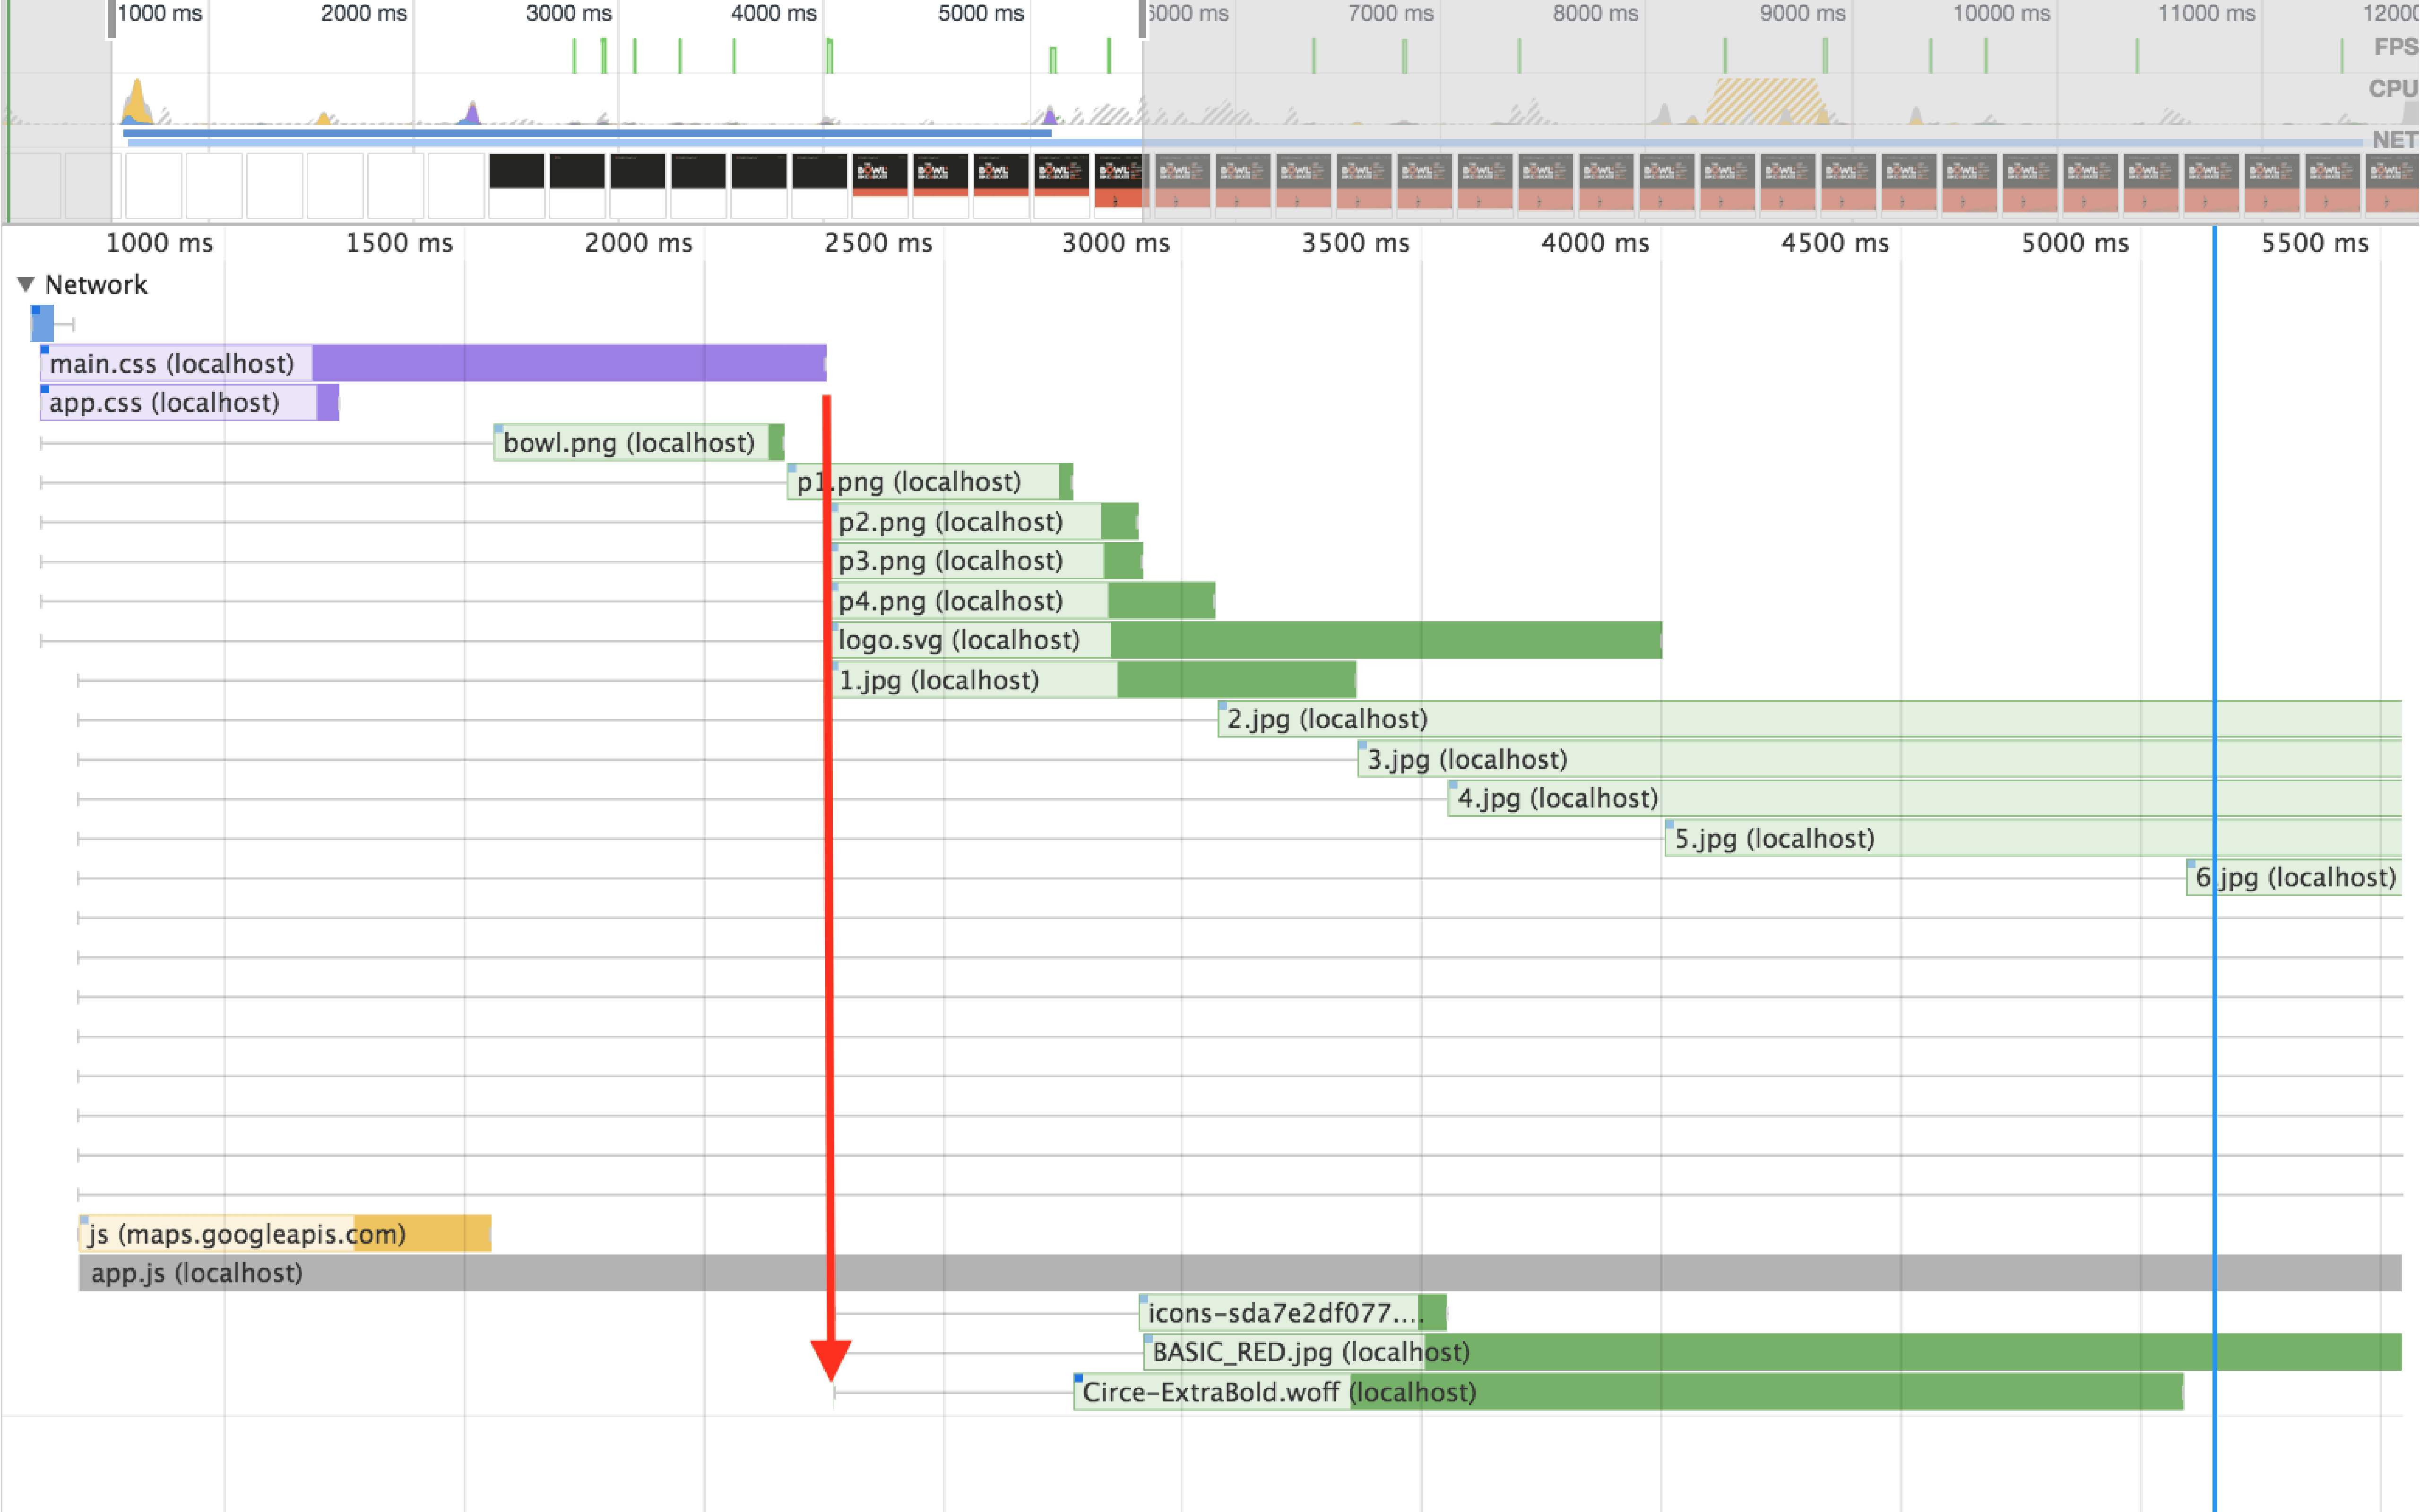 1000 ms 2000 ms 3000 ms 4000 ms 5000 ms 6000 ms 7000 ms 8000 ms 9000 ms 10000 ms 11000 ms 12000
FPS
CPU
NET
1000 ms 1500 ms 2000 ms 2500 ms 3000 ms 3500 ms 4000 ms 4500 ms 5000 ms 5500 ms
▼ Network
main.css (localhost)
app.css (localhost)
bowl.png (localhost)
p1.png (localhost)
p2.png (localhost)
p3.png (localhost)
p4.png (localhost)
logo.svg (localhost)
1.jpg (localhost)
2.jpg (localhost)
3.jpg (localhost)
4.jpg (localhost)
5.jpg (localhost)
6.jpg (localhost)
js (maps.googleapis.com)
app.js (localhost)
icons-sda7e2df077....
BASIC_RED.jpg (localhost)
Circe-ExtraBold.woff (localhost)